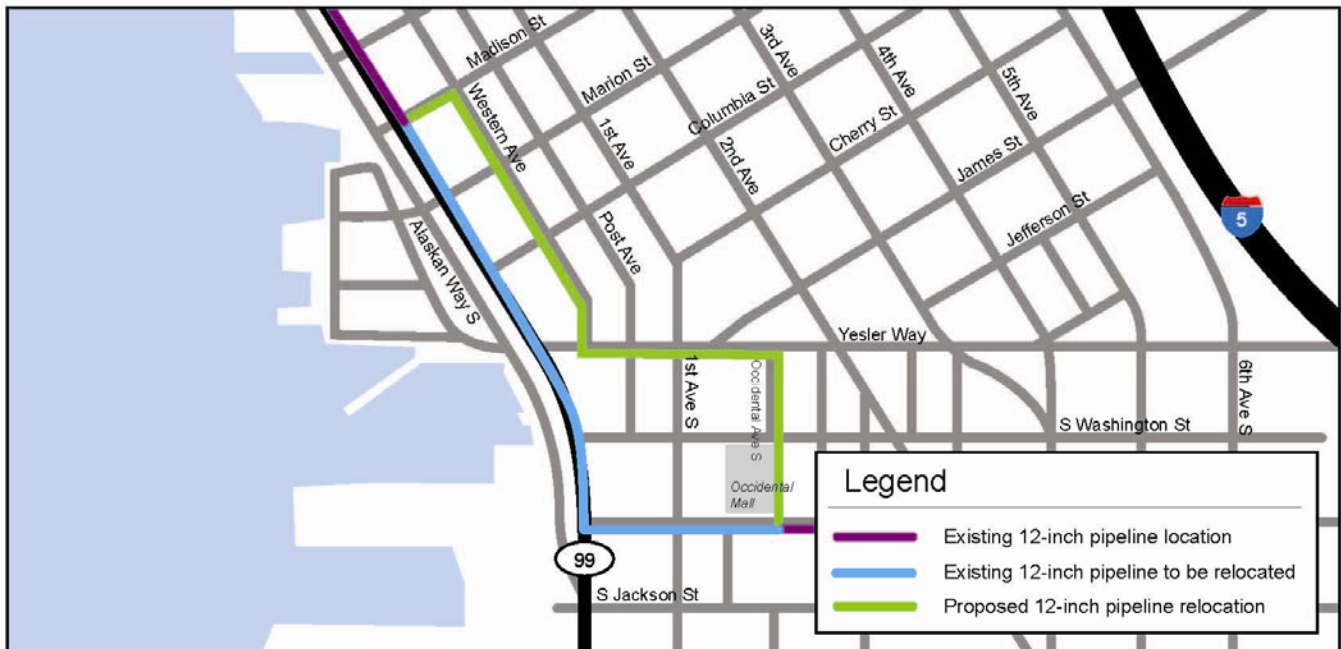 Madison St
Western Ave
Marion St
1st Ave
Columbia St
3rd Ave
2nd Ave
4th Ave
Cherry St
5th Ave
James St
Jefferson St
5
Post Ave
Alaskan Way S
Yesler Way
1st Ave S
Occidental Ave S
6th Ave S
S Washington St
Occidental
Mall
99
S Jackson St
Legend
Existing 12-inch pipeline location
Existing 12-inch pipeline to be relocated
Proposed 12-inch pipeline relocation